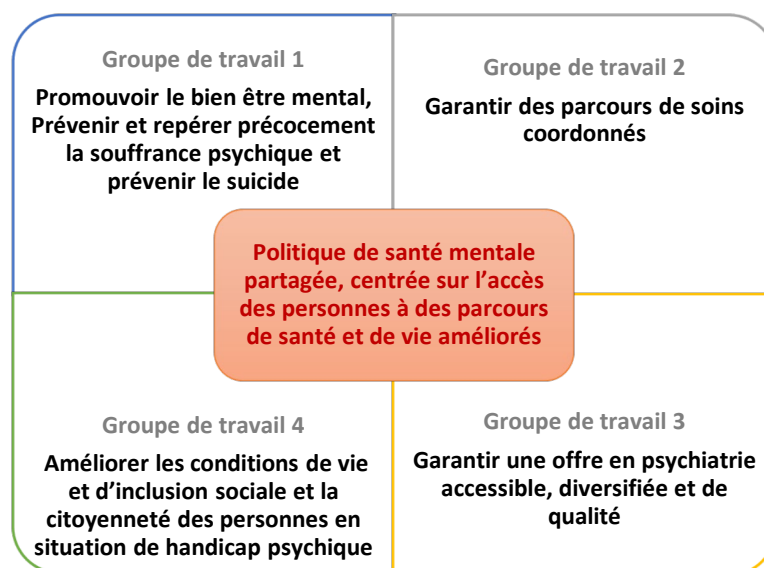 Groupe de travail 1
Promouvoir le bien être mental,
Prévenir et repérer précocement
la souffrance psychique et
prévenir le suicide
Groupe de travail 2
Garantir des parcours de soins
coordonnés
Politique de santé mentale
partagée, centrée sur l’accès
des personnes à des parcours
de santé et de vie améliorés
Groupe de travail 4
Améliorer les conditions de vie
et d’inclusion sociale et la
citoyenneté des personnes en
situation de handicap psychique
Groupe de travail 3
Garantir une offre en psychiatrie
accessible, diversifiée et de
qualité